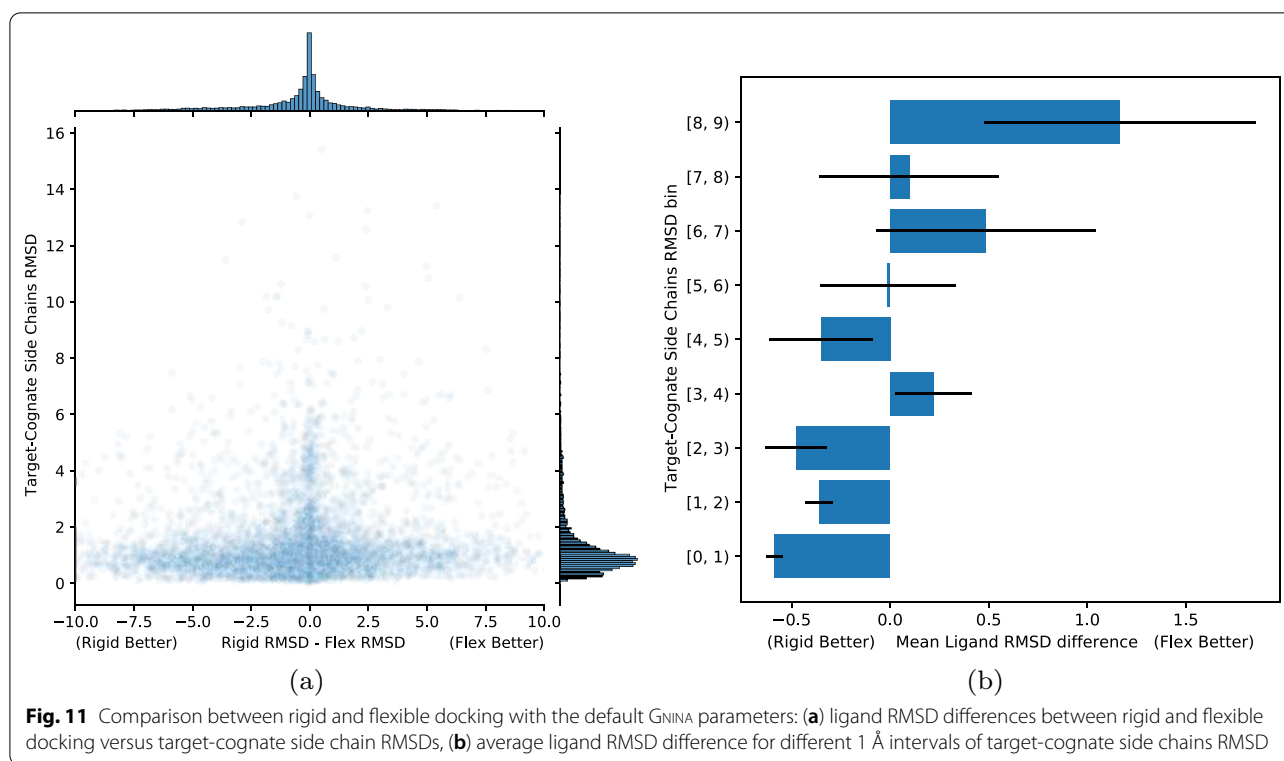 16
14
12
10
8
6
4
2
0
Target-Cognate Side Chains RMSD
−10.0 −7.5 −5.0 −2.5 0.0 2.5 5.0 7.5 10.0
(Rigid Better) Rigid RMSD - Flex RMSD (Flex Better)
(a)
[8, 9)
[7, 8)
[6, 7)
[5, 6)
[4, 5)
[3, 4)
[2, 3)
[1, 2)
[0, 1)
Target-Cognate Side Chains RMSD bin
−0.5 0.0 0.5 1.0 1.5
(Rigid Better) Mean Ligand RMSD difference (Flex Better)
(b)
Fig. 11 Comparison between rigid and flexible docking with the default GNINA parameters: (a) ligand RMSD differences between rigid and flexible
docking versus target-cognate side chain RMSDs, (b) average ligand RMSD difference for different 1 Å intervals of target-cognate side chains RMSD